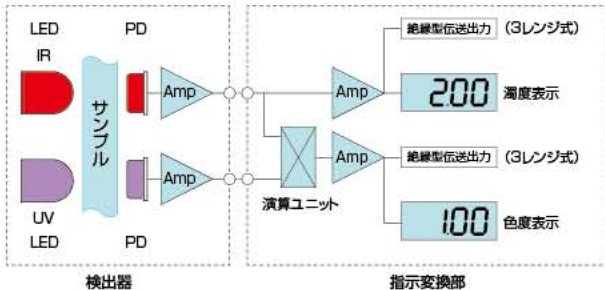 LED
PD
IR
サンプル
Amp
Amp
UV
LED
PD
検出器
Amp
絶縁型伝送出力
(3レンジ式)
2.00
濁度表示
演算ユニット
Amp
絶縁型伝送出力
(3レンジ式)
1.00
色度表示
指示変換部